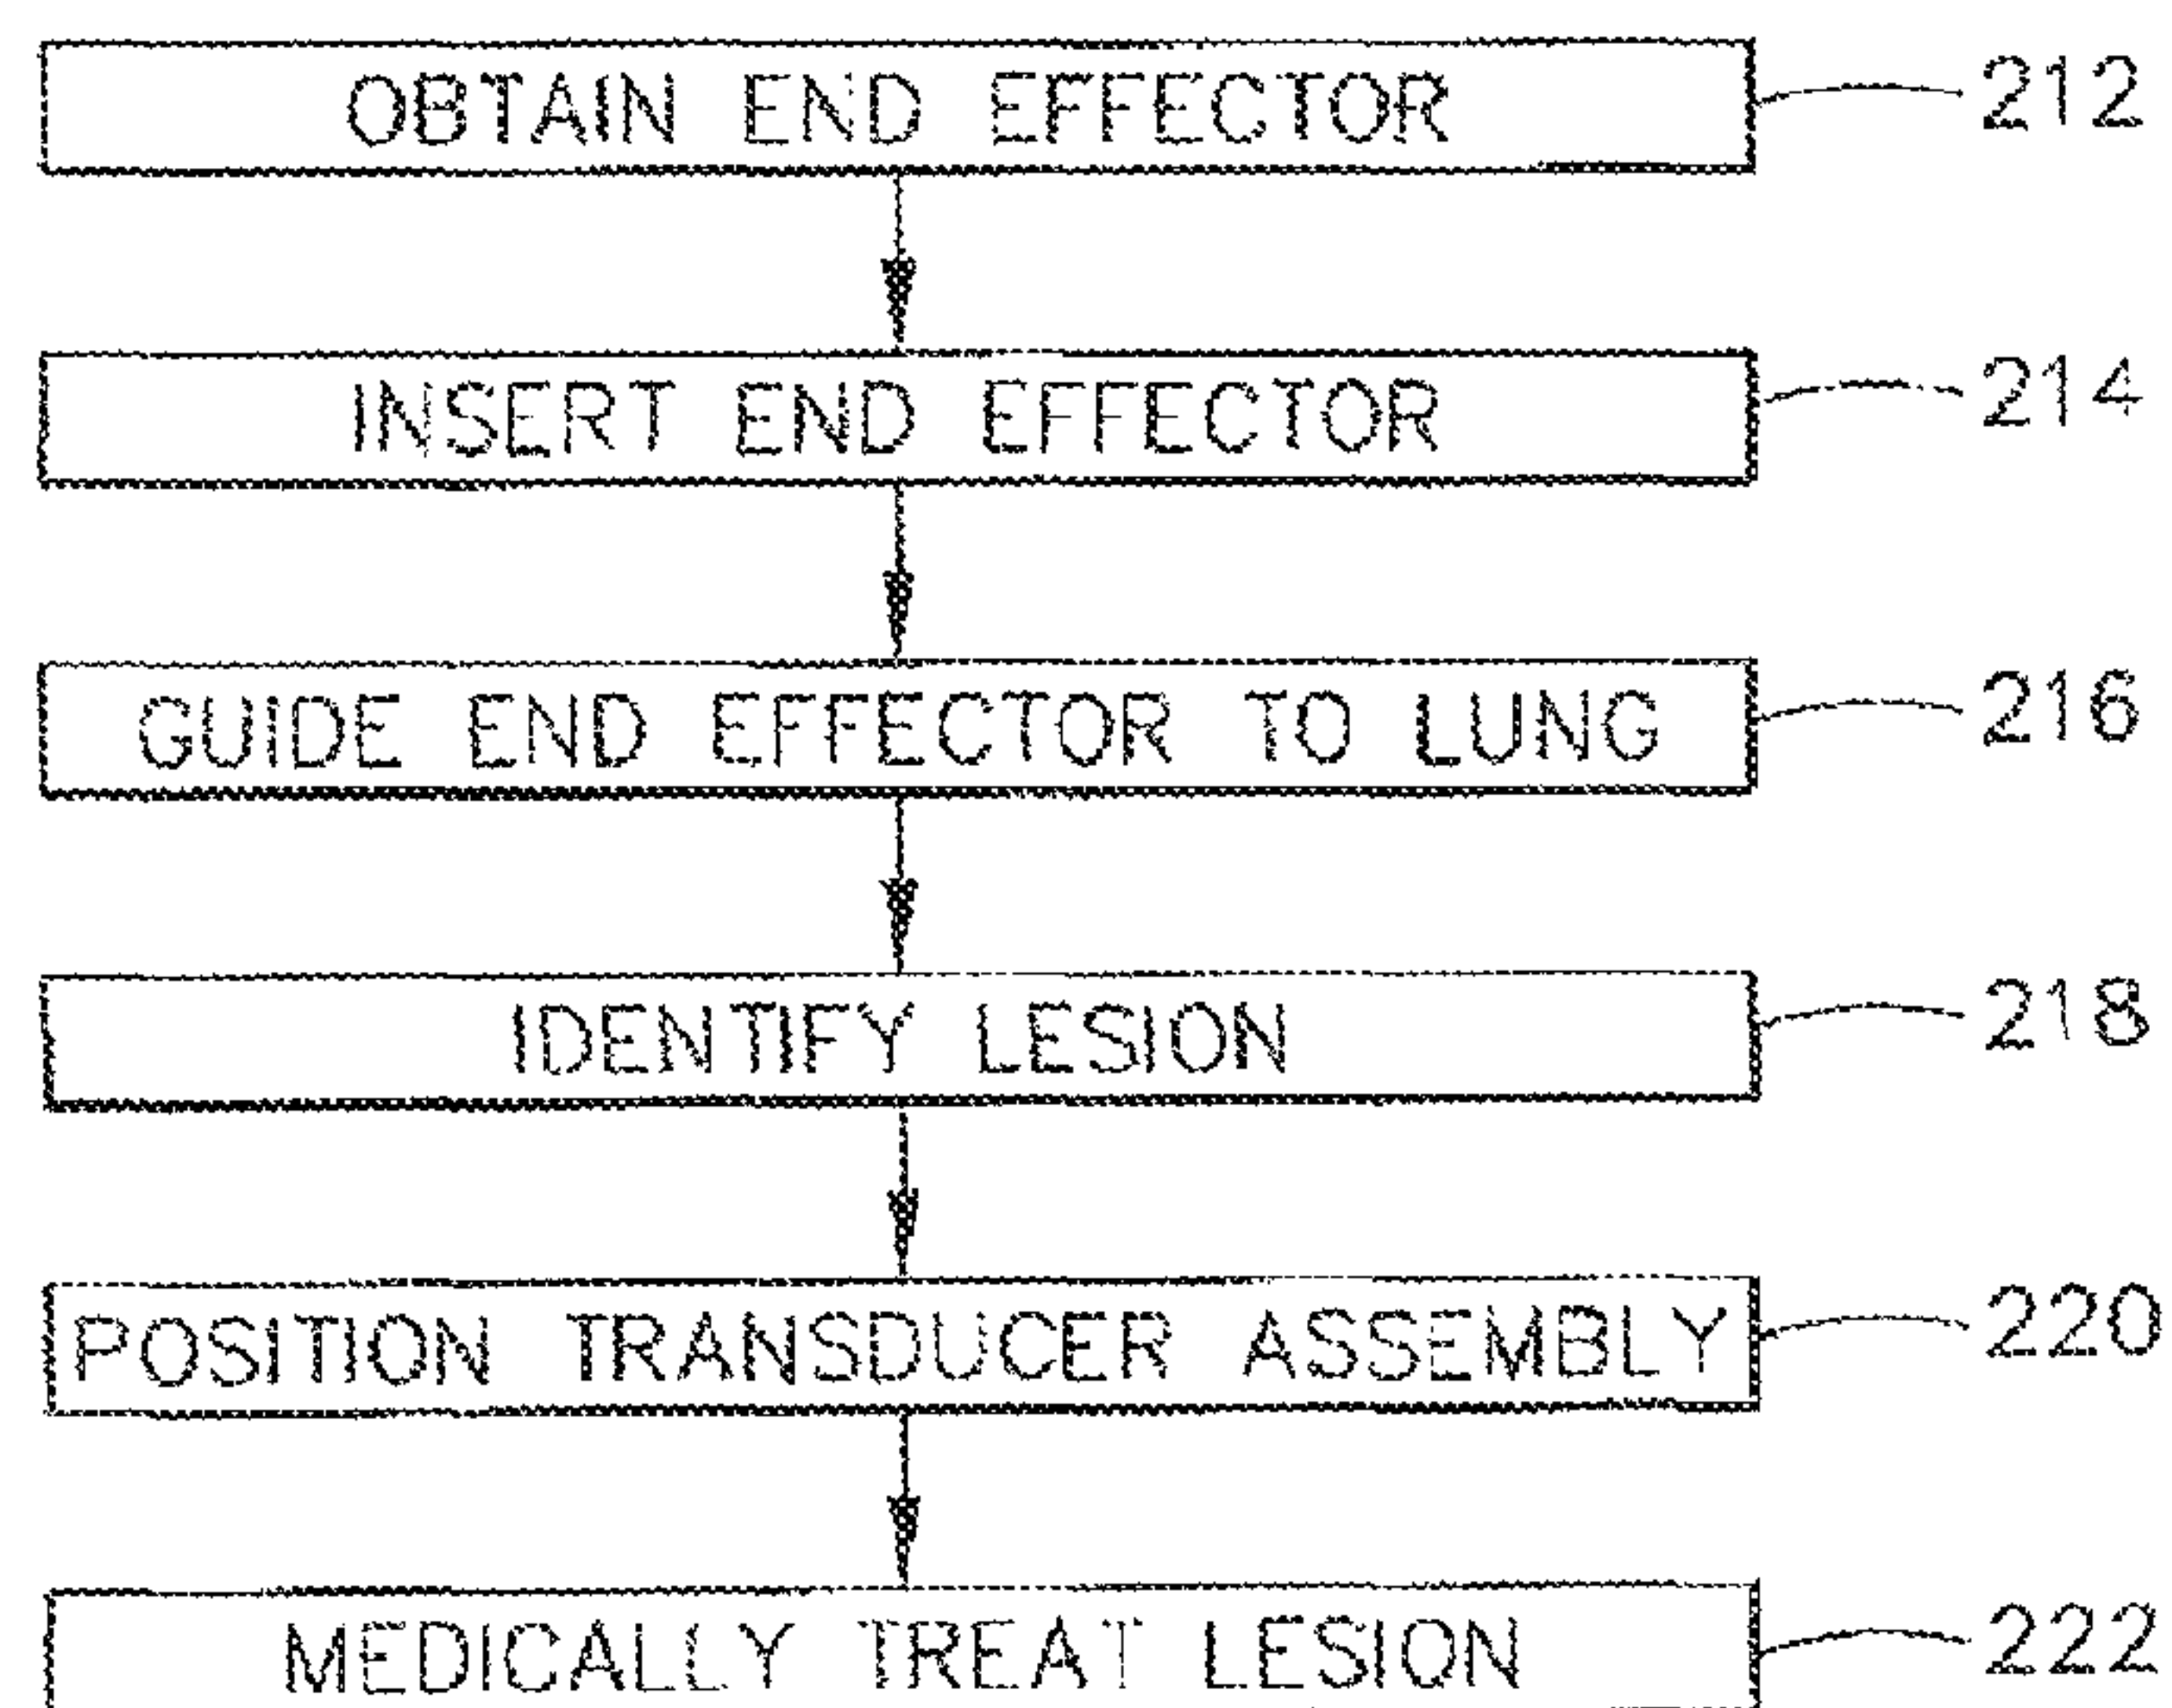 OBTAIN END EFFECTOR 212
INSERT END EFFECTOR 214
GUIDE END EFFECTOR TO LUNG 216
IDENTIFY LESION 218
POSITION TRANSDUCER ASSEMBLY 220
MEDICALLY TREAT LESION 222